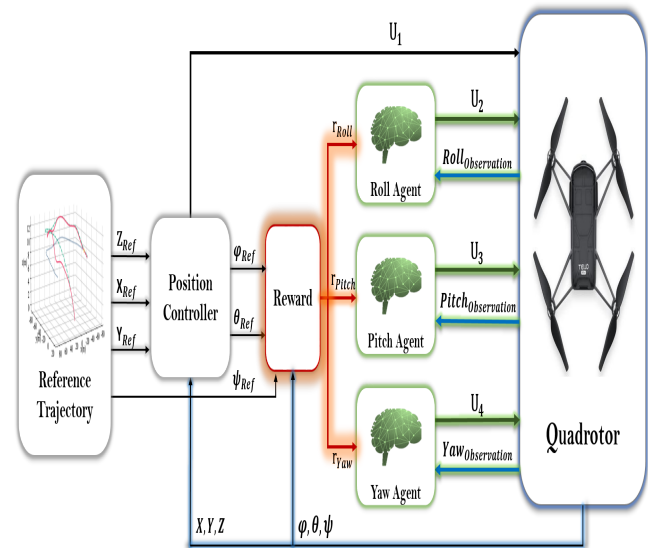 U₁
U₂
r_Roll
Roll_Observation
Roll Agent
Z_Ref
φ_Ref
U₃
X_Ref
Position
Controller
Reward
r_Pitch
Pitch_Observation
θ_Ref
Pitch Agent
Y_Ref
Reference
Trajectory
ψ_Ref
U₄
Quadrotor
r_Yaw
Yaw_Observation
Yaw Agent
X,Y,Z
φ,θ,ψ
TELLO